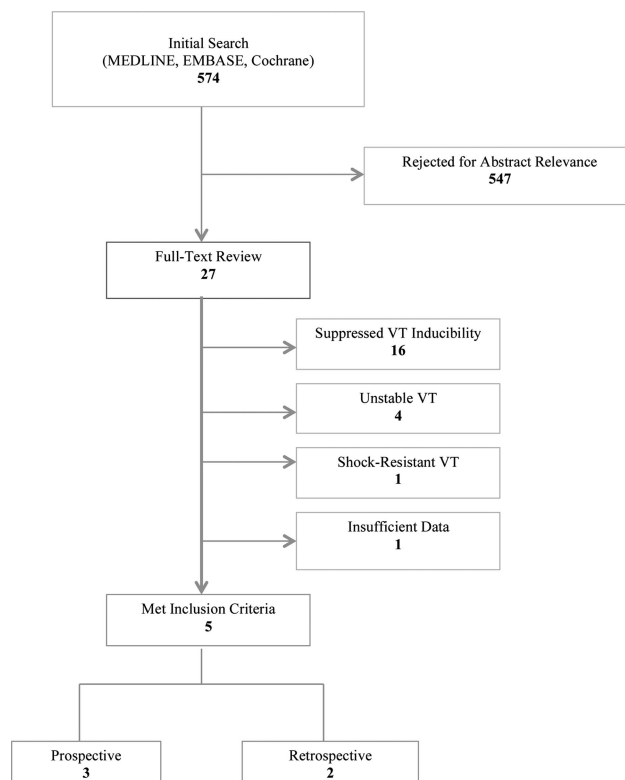 Initial Search
(MEDLINE, EMBASE, Cochrane)
574
Rejected for Abstract Relevance
547
Full-Text Review
27
Suppressed VT Inducibility
16
Unstable VT
4
Shock-Resistant VT
1
Insufficient Data
1
Met Inclusion Criteria
5
Prospective
3
Retrospective
2